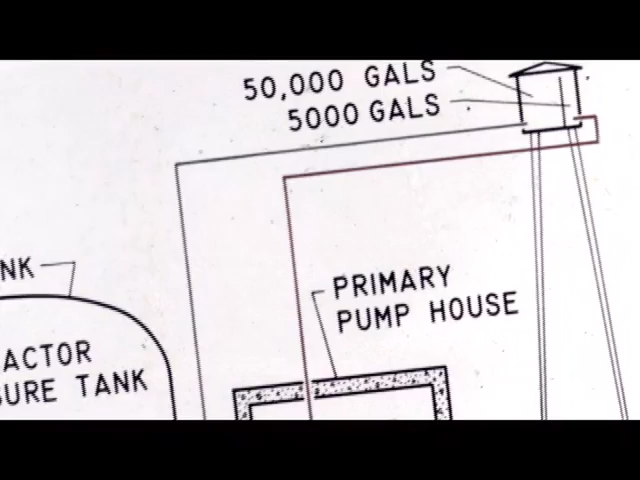 50,000 GALS
5000 GALS
NK
PRIMARY
PUMP HOUSE
ACTOR
SURE TANK